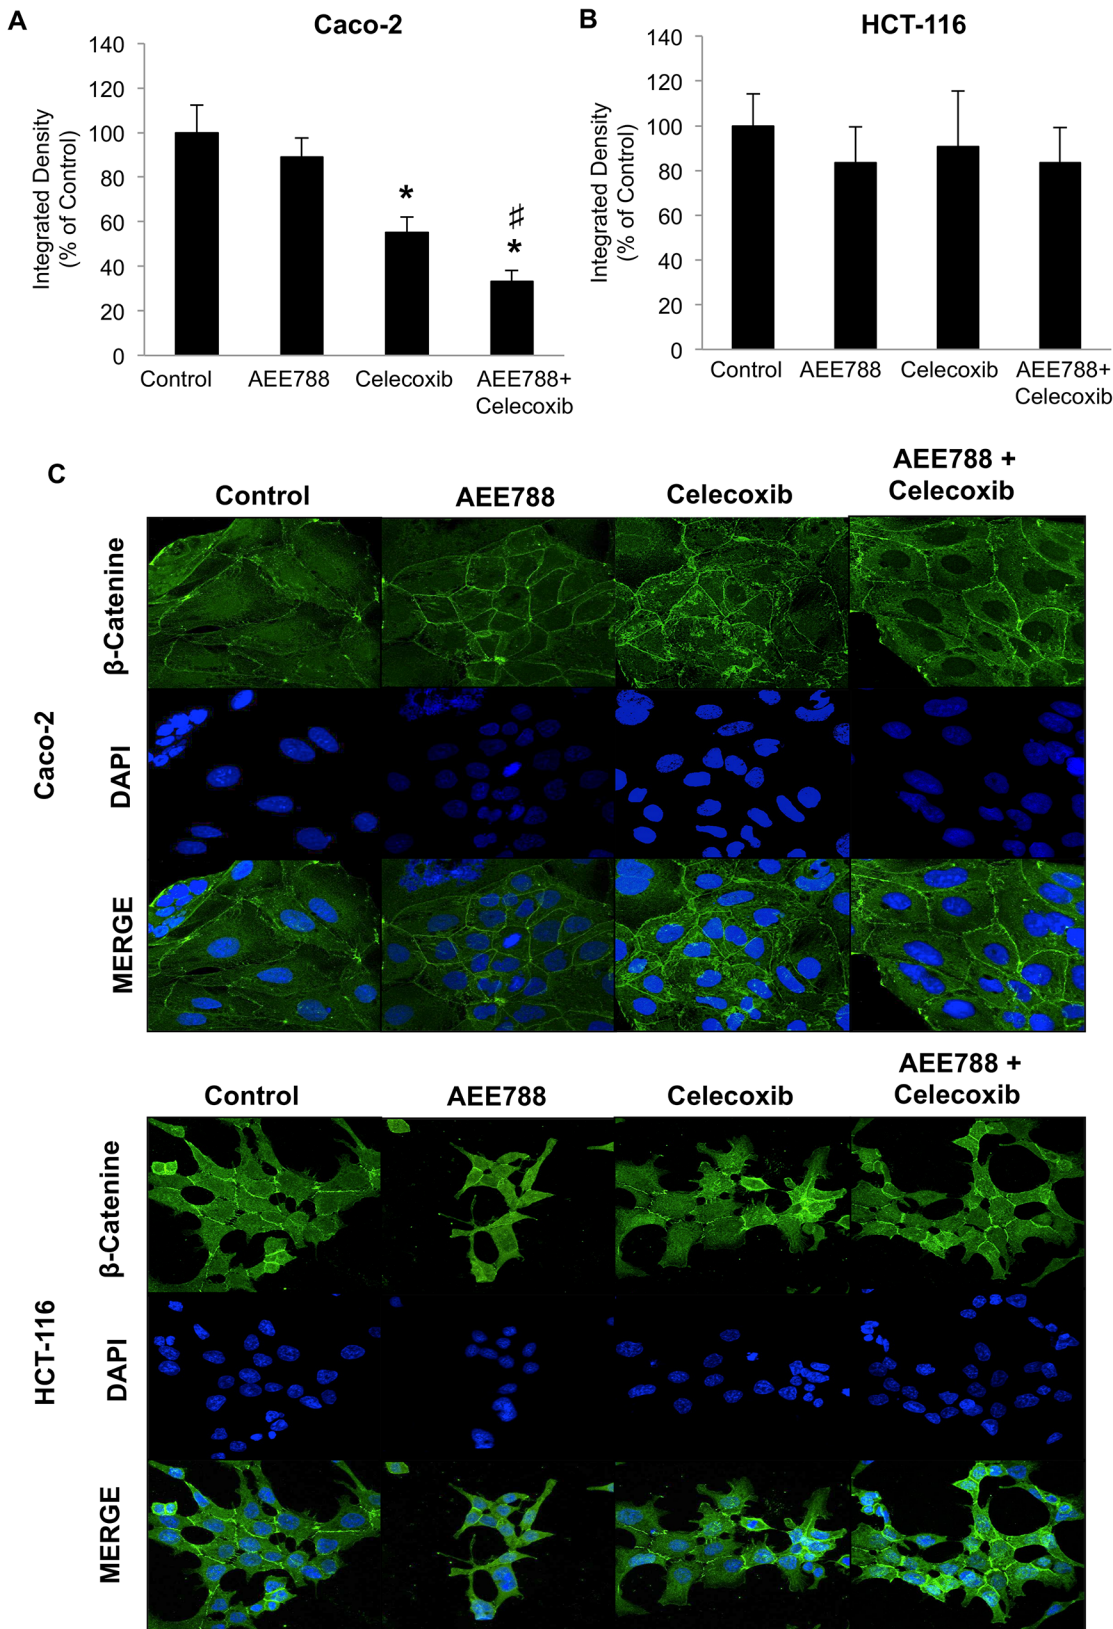 A
Caco-2
Integrated Density
(% of Control)
140
120
100
80
60
40
20
0
*
♯
*
Control
AEE788
Celecoxib
AEE788+
Celecoxib
B
HCT-116
Integrated Density
(% of Control)
140
120
100
80
60
40
20
0
Control
AEE788
Celecoxib
AEE788+
Celecoxib
C
Control
AEE788
Celecoxib
AEE788 +
Celecoxib
Caco-2
β-Catenine
DAPI
MERGE
Control
AEE788
Celecoxib
AEE788 +
Celecoxib
HCT-116
β-Catenine
DAPI
MERGE